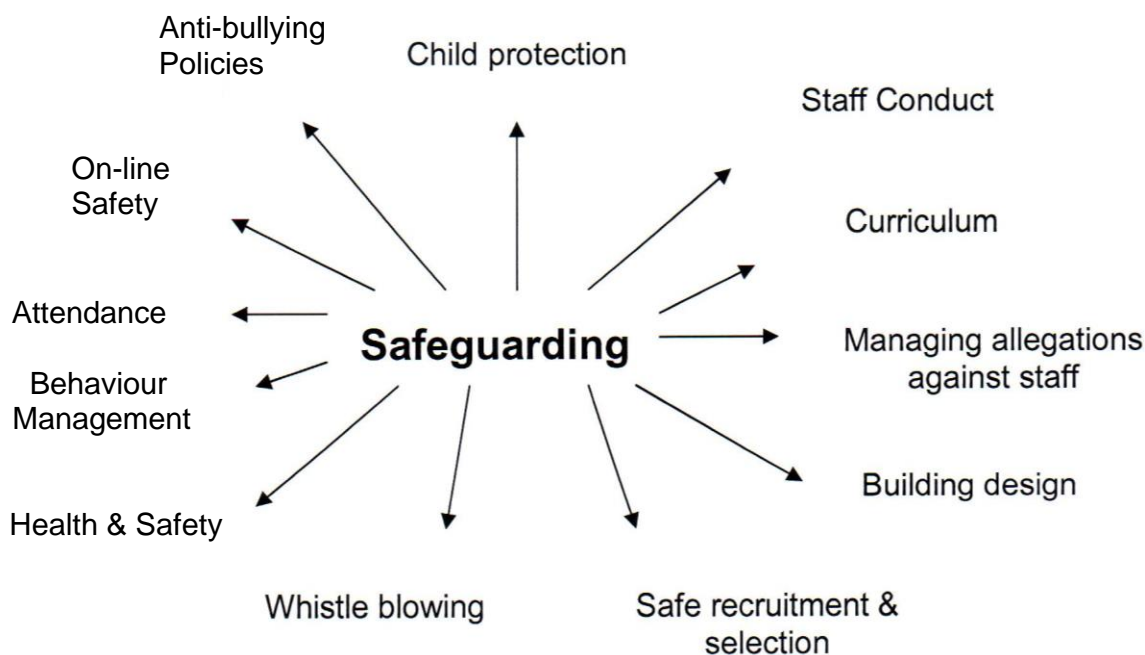 Anti-bullying
Policies
Child protection
Staff Conduct
On-line
Safety
Curriculum
Attendance
Safeguarding
Managing allegations
against staff
Behaviour
Management
Building design
Health & Safety
Whistle blowing
Safe recruitment &
selection